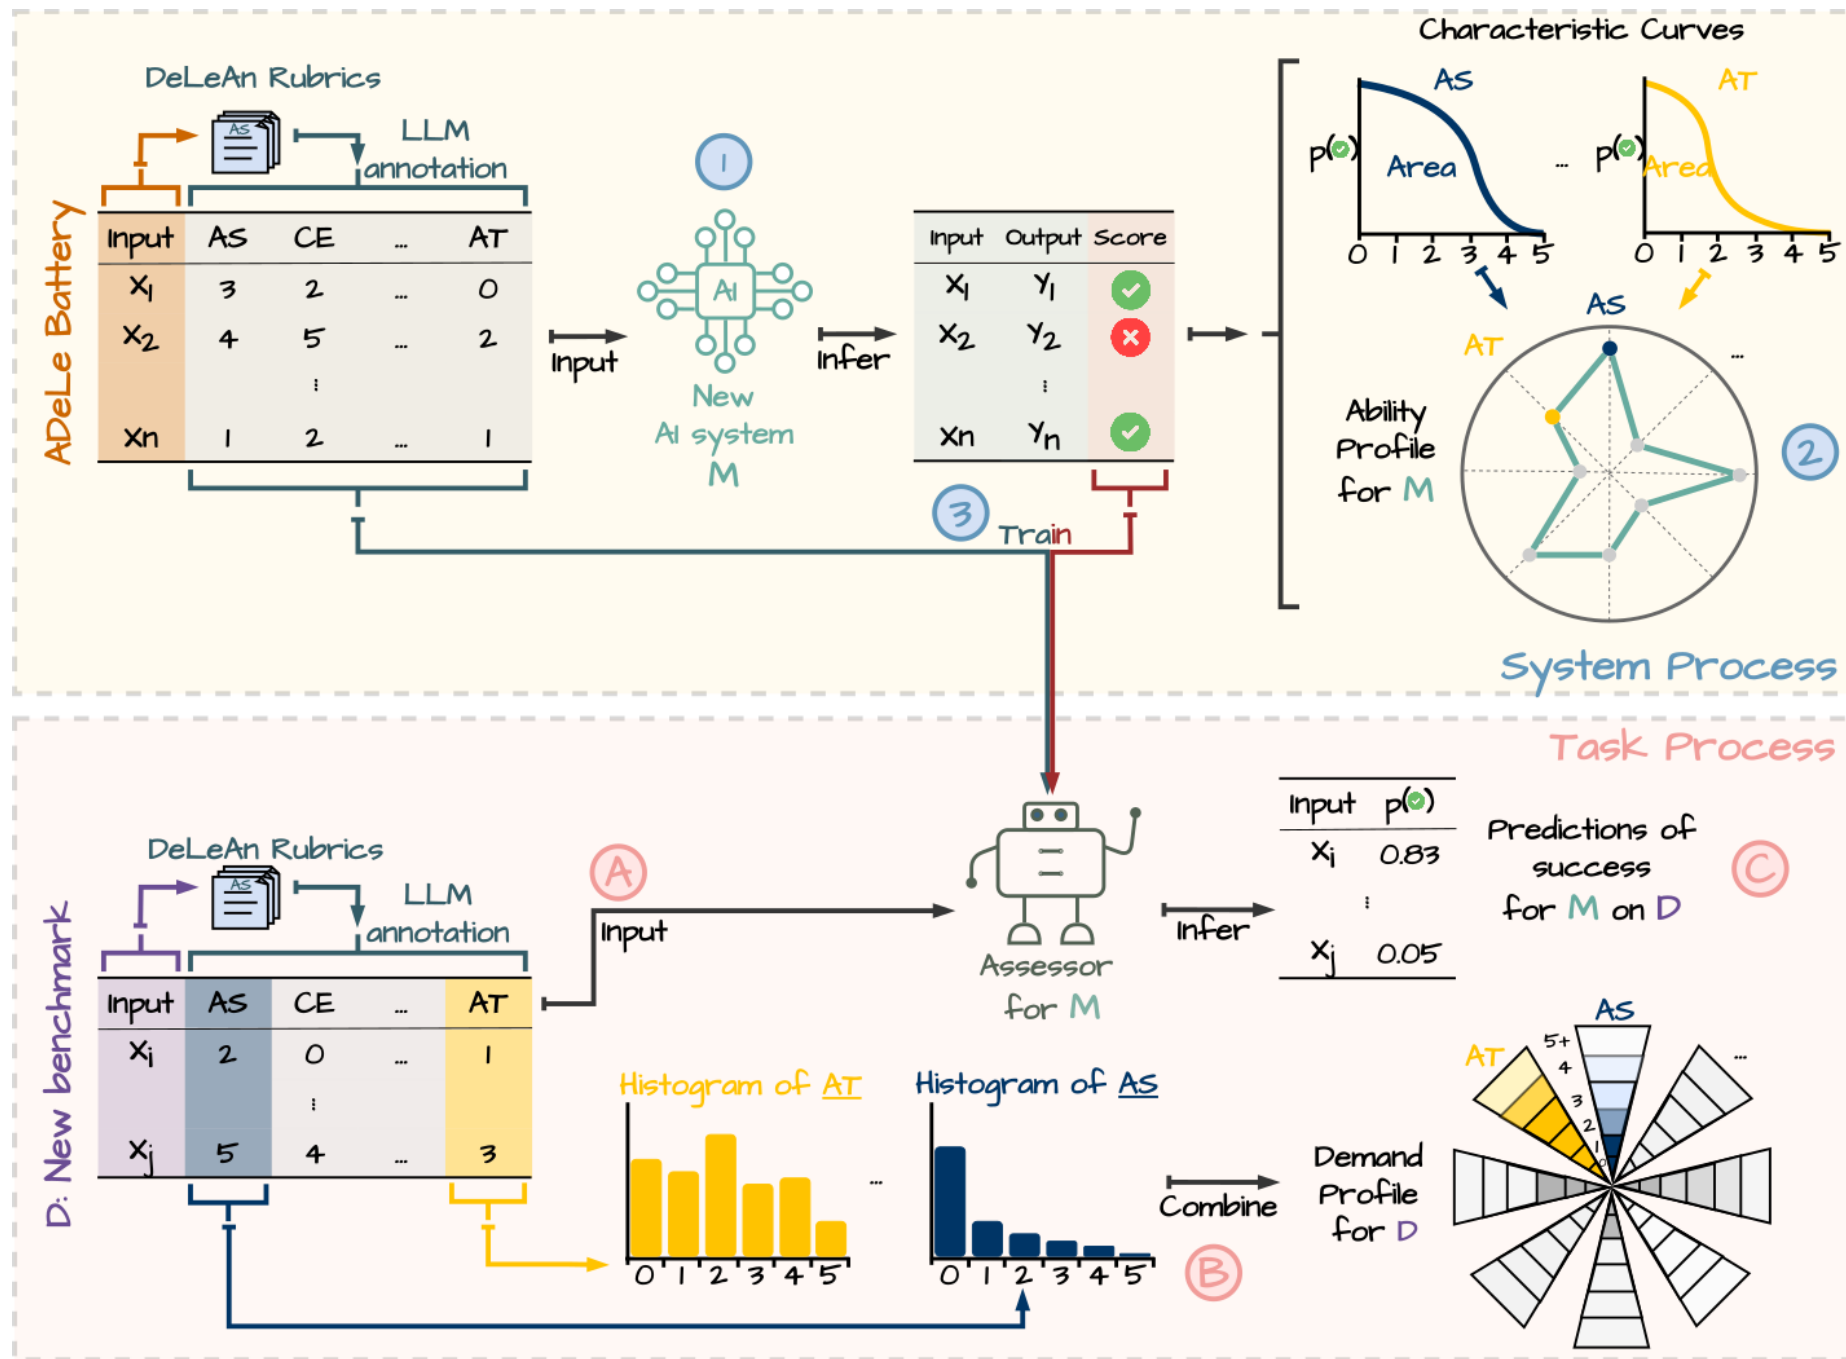 Characteristic Curves
DeLeAn Rubrics
AS
LLM
annotation
ADeLe Battery
Input AS CE ... AT
X1 3 2 ... 0
X2 4 5 ... 2
⋮
Xn 1 2 ... 1
Input
1
AI
New
AI system
M
Infer
Input Output Score
X1 Y1
X2 Y2
⋮
Xn Yn
3
Train
AS
p(✓)
Area
0 1 2 3 4 5
...
AT
p(✓)
Area
0 1 2 3 4 5
AS
AT
...
Ability
Profile
for M
2
System Process
Task Process
DeLeAn Rubrics
AS
LLM
annotation
D: New benchmark
Input AS CE ... AT
Xi 2 0 ... 1
⋮
Xj 5 4 ... 3
A
Input
Assessor
for M
Infer
Input p(✓)
Xi 0.83
⋮
Xj 0.05
Predictions of
success
for M on D
C
Histogram of AT
0 1 2 3 4 5
...
Histogram of AS
0 1 2 3 4 5
Combine
B
Demand
Profile
for D
AS
AT
...
5+
4
3
2
1
0